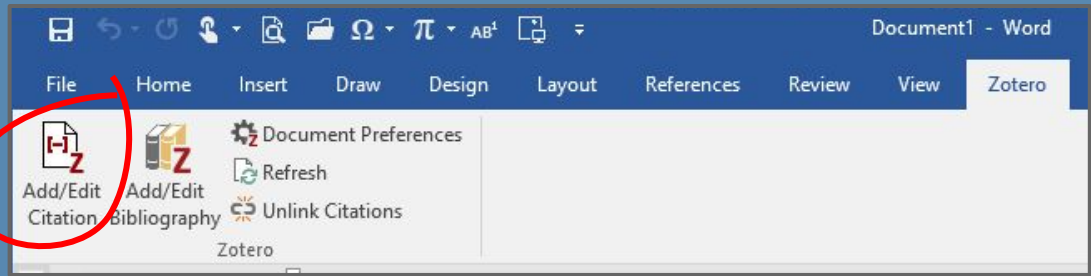 Ω π AB¹ Document1 - Word
File Home Insert Draw Design Layout References Review View Zotero
[-] Z Z Z Document Preferences
Refresh
Add/Edit Add/Edit
Citation Bibliography Unlink Citations
Zotero